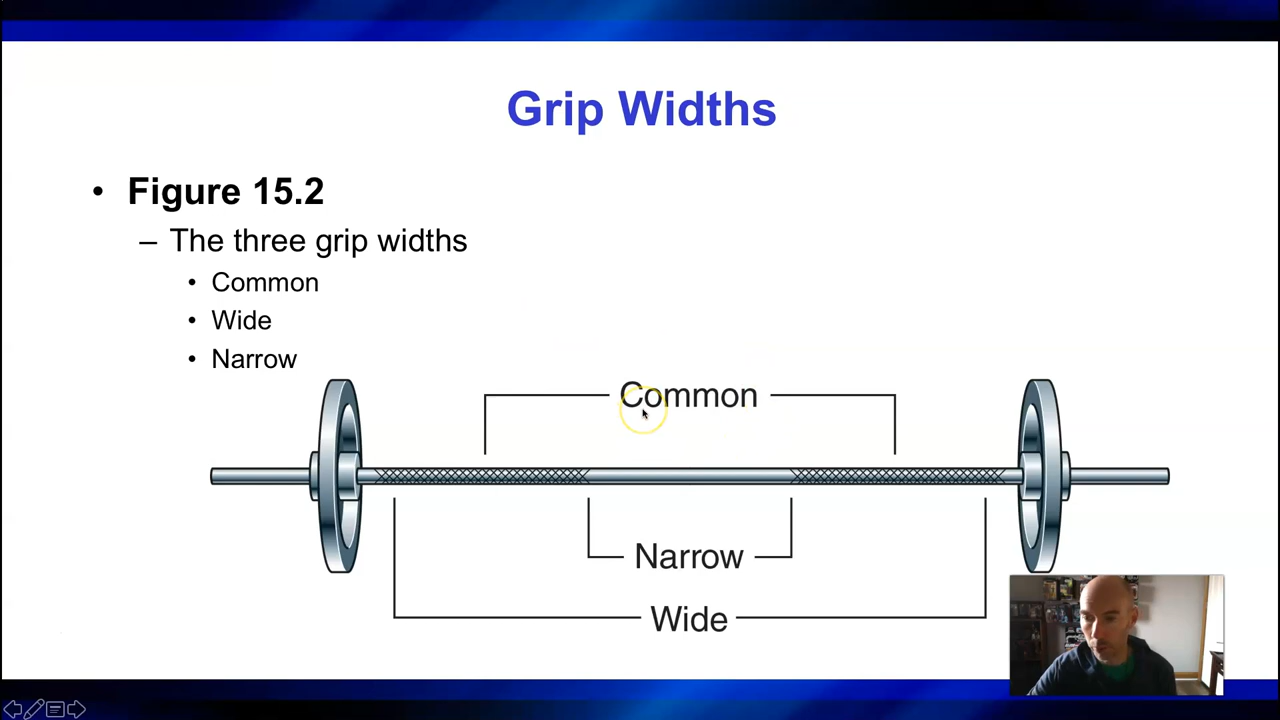 Grip Widths
• Figure 15.2
– The three grip widths
• Common
• Wide
• Narrow
Common
Narrow
Wide